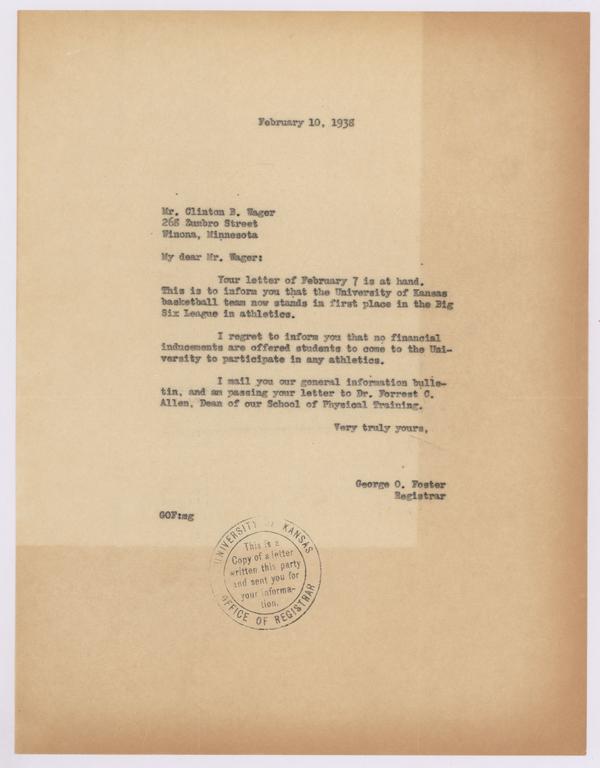 February 10, 1938
Mr. Clinton B. Wager
268 Zumbro Street
Winona, Minnesota
My dear Mr. Wager:
Your letter of February 7 is at hand.
This is to inform you that the University of Kansas
basketball team now stands in first place in the Big
Six League in athletics.
I regret to inform you that no financial
inducements are offered students to come to the Uni-
versity to participate in any athletics.
I mail you our general information bulle-
tin, and am passing your letter to Dr. Forrest C.
Allen, Dean of our School of Physical Training.
Very truly yours,
George O. Foster
Registrar
GOF:mg
UNIVERSITY OF KANSAS
This is a
Copy of a letter
written this party
and sent you for
your informa-
tion.
OFFICE OF REGISTRAR